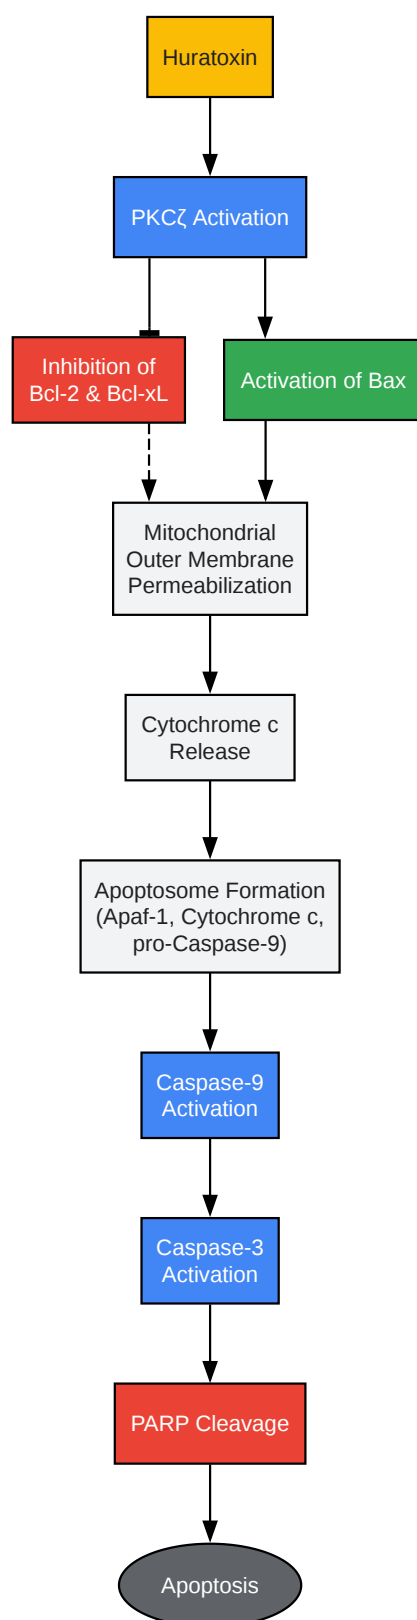 Huratoxin
PKCζ Activation
Inhibition of
Bcl-2 & Bcl-xL
Activation of Bax
Mitochondrial
Outer Membrane
Permeabilization
Cytochrome c
Release
Apoptosome Formation
(Apaf-1, Cytochrome c,
pro-Caspase-9)
Caspase-9
Activation
Caspase-3
Activation
PARP Cleavage
Apoptosis